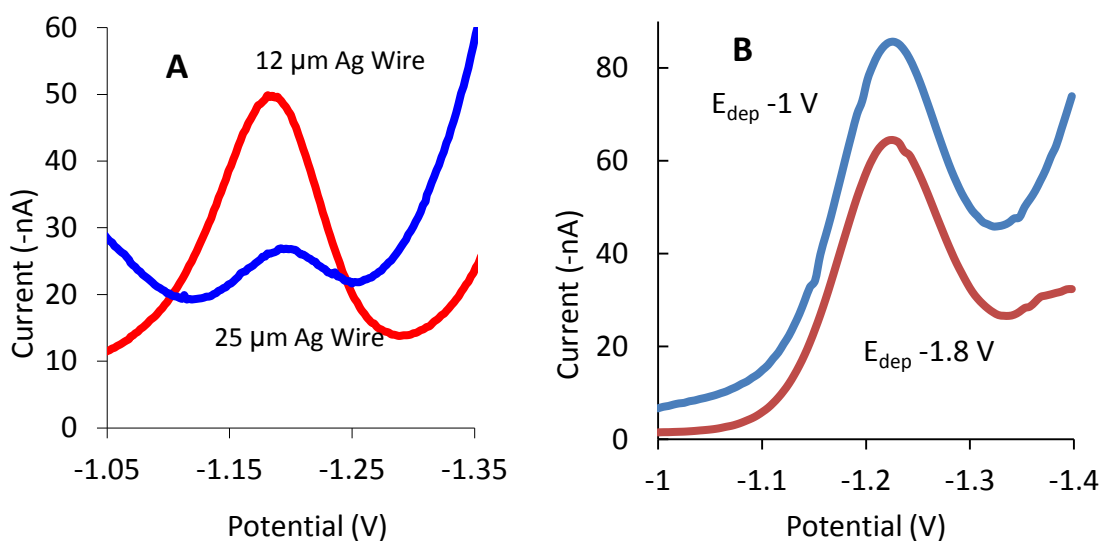 A
12 µm Ag Wire
25 µm Ag Wire
60
50
40
30
20
10
0
-1.05
-1.15
-1.25
-1.35
Current (-nA)
Potential (V)
B
E_dep -1 V
E_dep -1.8 V
80
60
40
20
0
-1
-1.1
-1.2
-1.3
-1.4
Current (-nA)
Potential (V)